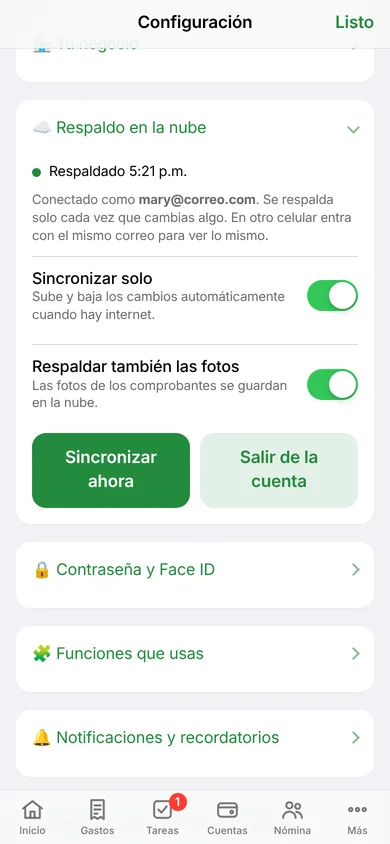 Configuración
Listo
Tu negocio
Respaldo en la nube
Respaldado 5:21 p.m.
Conectado como mary@correo.com. Se respalda
solo cada vez que cambias algo. En otro celular entra
con el mismo correo para ver lo mismo.
Sincronizar solo
Sube y baja los cambios automáticamente
cuando hay internet.
Respaldar también las fotos
Las fotos de los comprobantes se guardan
en la nube.
Sincronizar
ahora
Salir de la
cuenta
Contraseña y Face ID
Funciones que usas
Notificaciones y recordatorios
1
Inicio
Gastos
Tareas
Cuentas
Nómina
Más